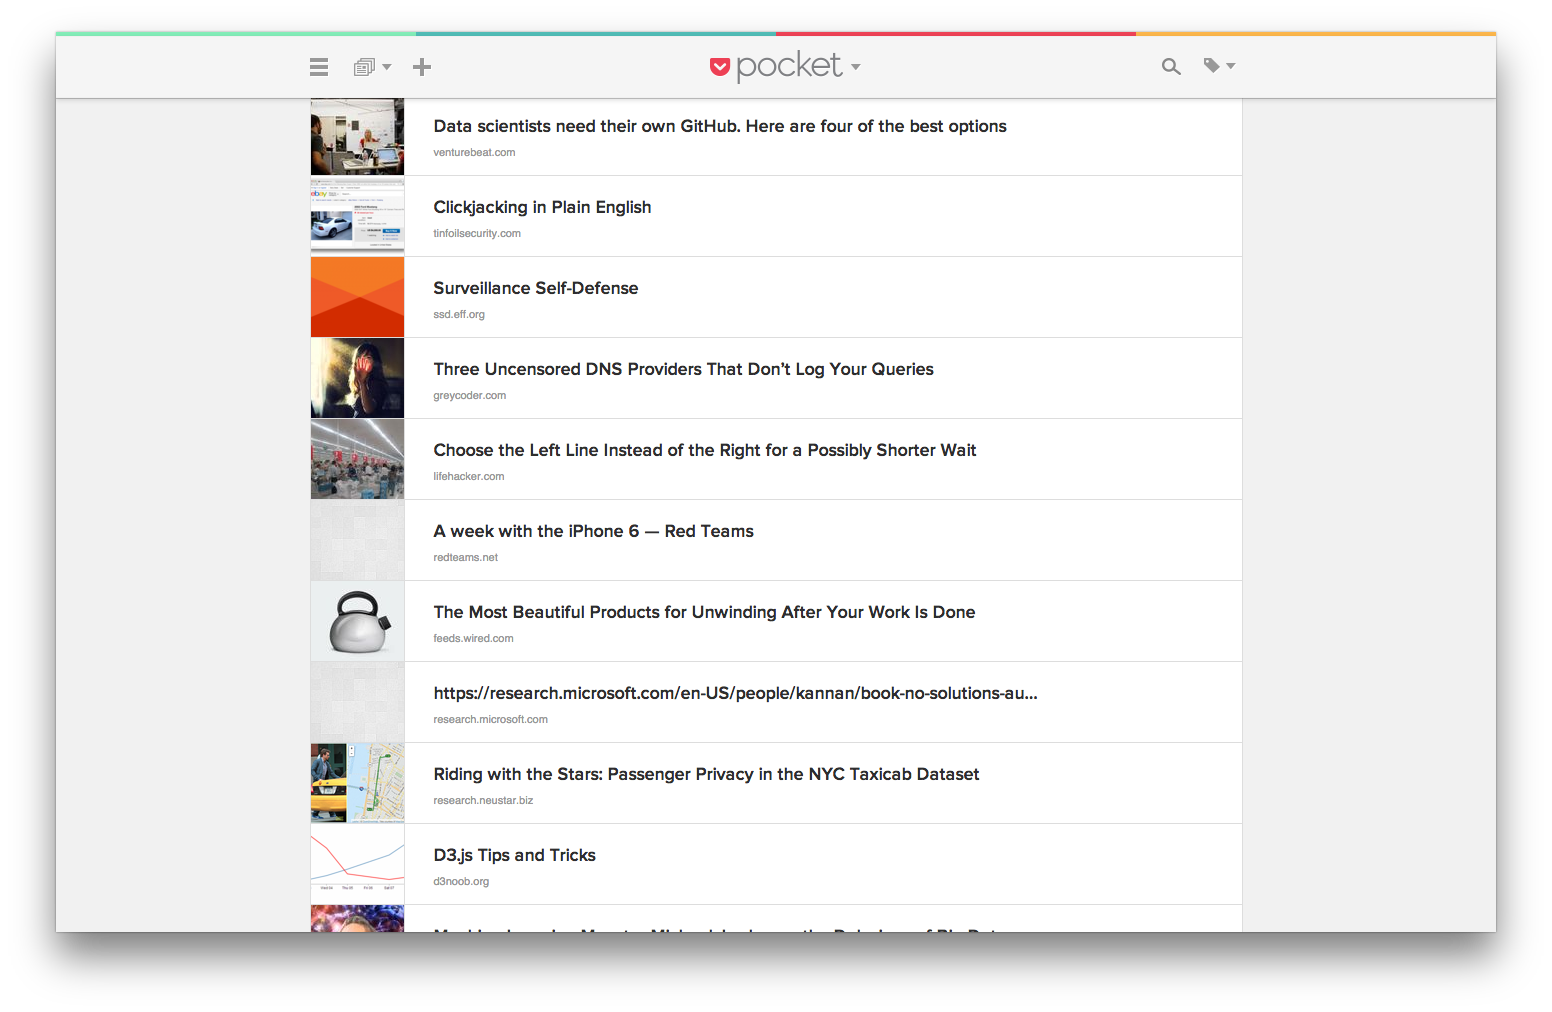 pocket
Data scientists need their own GitHub. Here are four of the best options
venturebeat.com
ebay
Clickjacking in Plain English
tinfoilsecurity.com
Surveillance Self-Defense
ssd.eff.org
Three Uncensored DNS Providers That Don’t Log Your Queries
greycoder.com
Choose the Left Line Instead of the Right for a Possibly Shorter Wait
lifehacker.com
A week with the iPhone 6 — Red Teams
redteams.net
The Most Beautiful Products for Unwinding After Your Work Is Done
feeds.wired.com
https://research.microsoft.com/en-US/people/kannan/book-no-solutions-au...
research.microsoft.com
Riding with the Stars: Passenger Privacy in the NYC Taxicab Dataset
research.neustar.biz
D3.js Tips and Tricks
d3noob.org